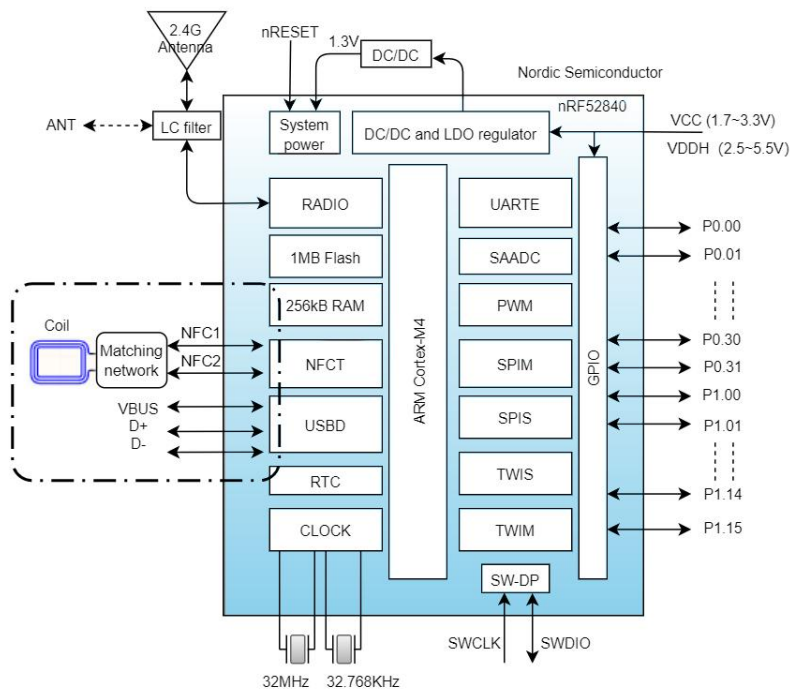 2.4G
Antenna
nRESET
1.3V
DC/DC
Nordic Semiconductor
nRF52840
ANT
LC filter
System
power
DC/DC and LDO regulator
VCC (1.7~3.3V)
VDDH (2.5~5.5V)
RADIO
UARTE
P0.00
1MB Flash
SAADC
P0.01
256kB RAM
PWM
Coil
Matching
network
NFC1
NFC2
NFCT
ARM Cortex-M4
SPIM
GPIO
P0.30
P0.31
P1.00
VBUS
D+
D-
USBD
SPIS
P1.01
RTC
TWIS
P1.14
CLOCK
TWIM
P1.15
SW-DP
SWCLK
SWDIO
32MHz
32.768KHz